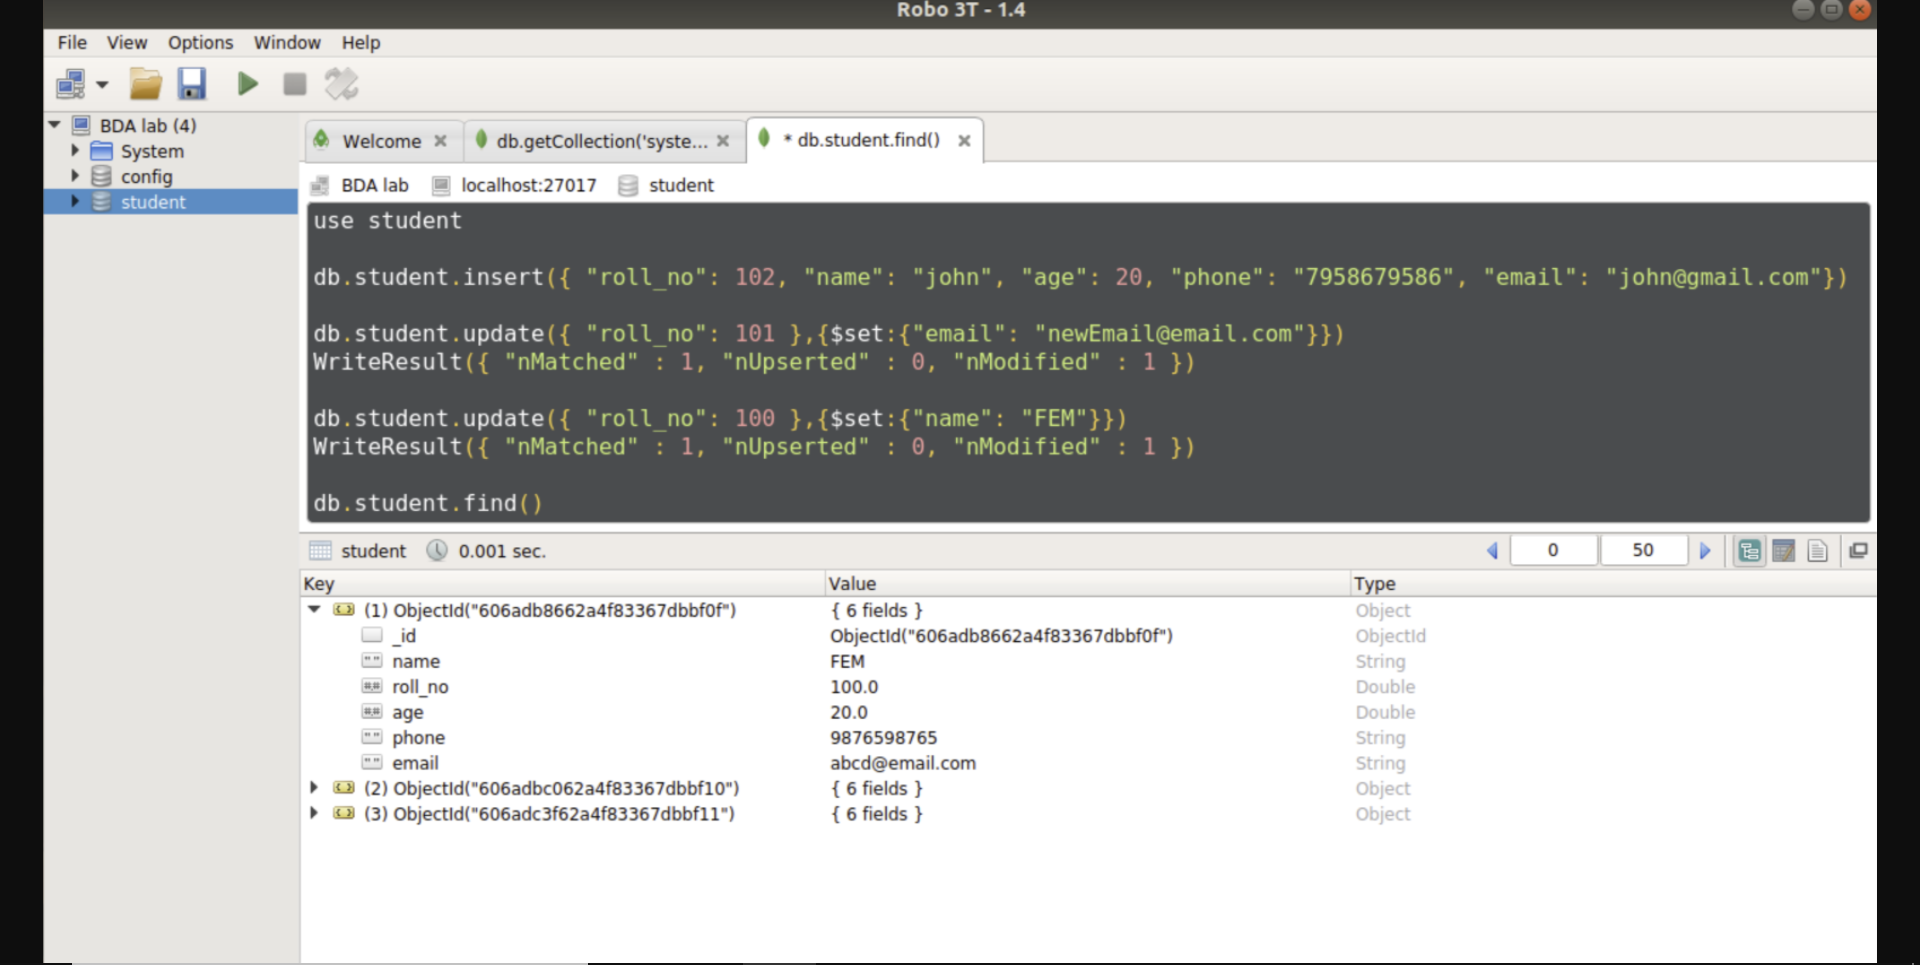 Robo 3T - 1.4
File View Options Window Help
BDA lab (4)
System
config
student
Welcome
db.getCollection('syste...
* db.student.find()
BDA lab localhost:27017 student
use student
db.student.insert({ "roll_no": 102, "name": "john", "age": 20, "phone": "7958679586", "email": "john@gmail.com"})
db.student.update({ "roll_no": 101 },{$set:{"email": "newEmail@email.com"}})
WriteResult({ "nMatched" : 1, "nUpserted" : 0, "nModified" : 1 })
db.student.update({ "roll_no": 100 },{$set:{"name": "FEM"}})
WriteResult({ "nMatched" : 1, "nUpserted" : 0, "nModified" : 1 })
db.student.find()
student 0.001 sec. 0 50
Key Value Type
(1) ObjectId("606adb8662a4f83367dbbf0f") { 6 fields } Object
_id ObjectId("606adb8662a4f83367dbbf0f") ObjectId
name FEM String
roll_no 100.0 Double
age 20.0 Double
phone 9876598765 String
email abcd@email.com String
(2) ObjectId("606adbc062a4f83367dbbf10") { 6 fields } Object
(3) ObjectId("606adc3f62a4f83367dbbf11") { 6 fields } Object